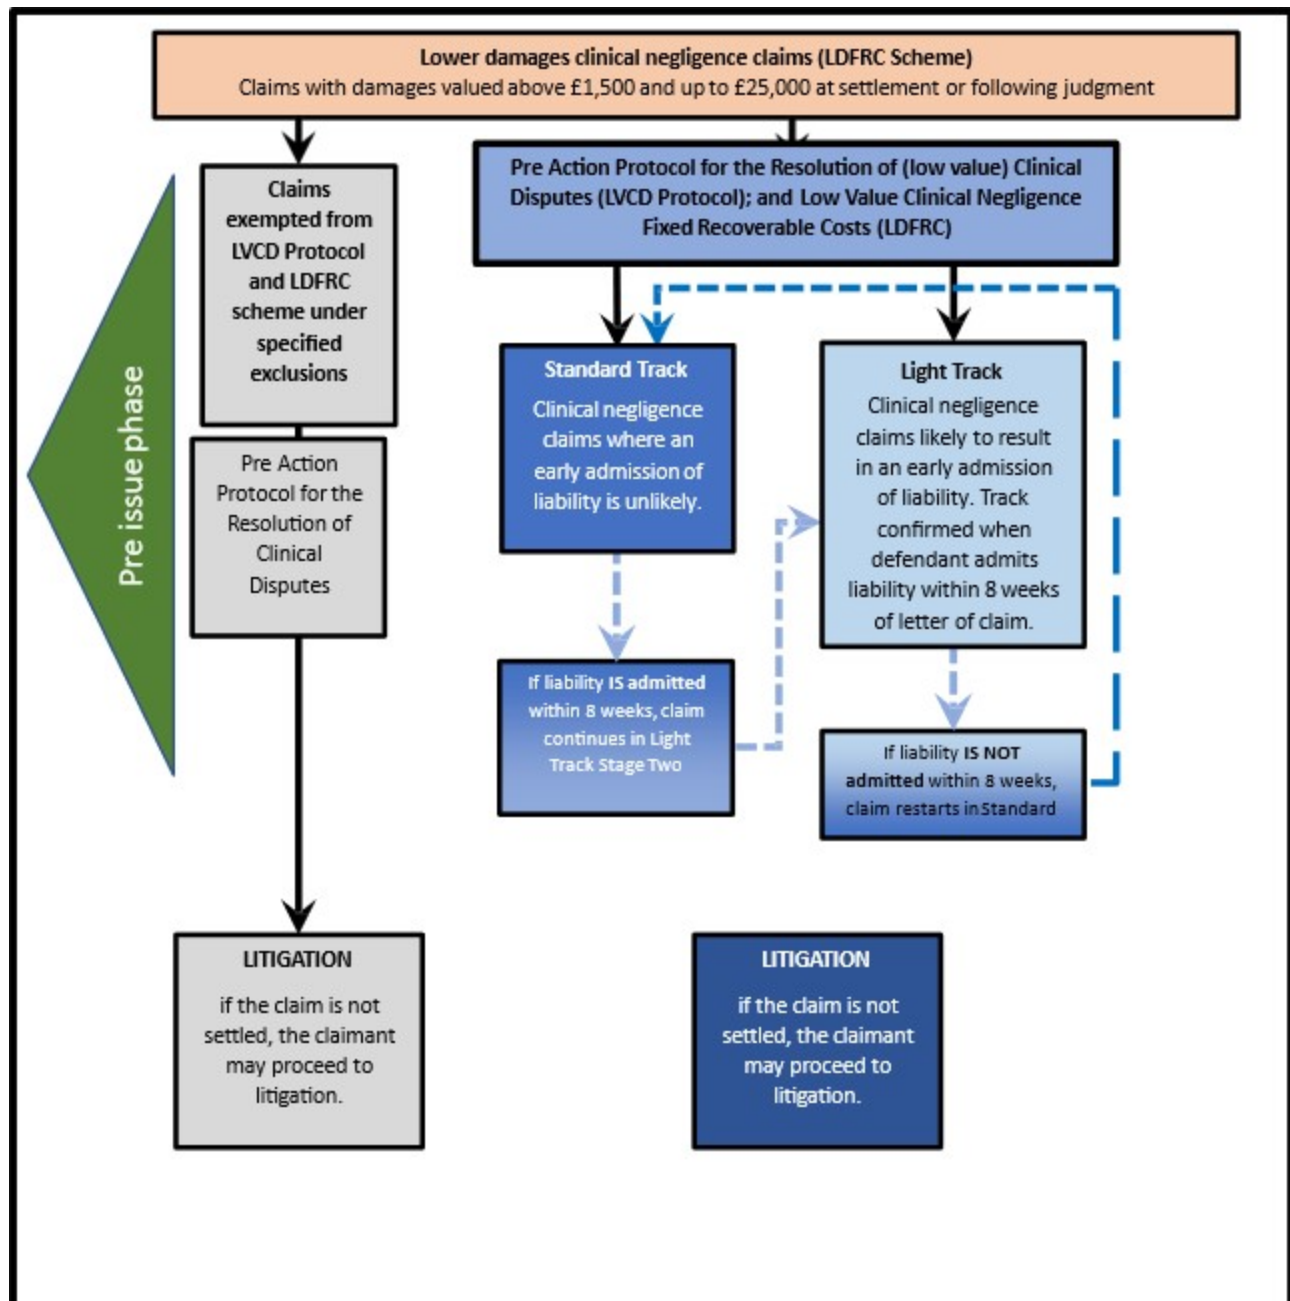 Lower damages clinical negligence claims (LDFRC Scheme)
Claims with damages valued above £1,500 and up to £25,000 at settlement or following judgment
Pre issue phase
Claims
exempted from
LVCD Protocol
and LDFRC
scheme under
specified
exclusions
Pre Action
Protocol for the
Resolution of
Clinical
Disputes
Pre Action Protocol for the Resolution of (low value) Clinical
Disputes (LVCD Protocol); and Low Value Clinical Negligence
Fixed Recoverable Costs (LDFRC)
Standard Track
Clinical negligence
claims where an
early admission of
liability is unlikely.
Light Track
Clinical negligence
claims likely to result
in an early admission
of liability. Track
confirmed when
defendant admits
liability within 8 weeks
of letter of claim.
If liability IS admitted
within 8 weeks, claim
continues in Light
Track Stage Two
If liability IS NOT
admitted within 8 weeks,
claim restarts in Standard
LITIGATION
if the claim is not
settled, the claimant
may proceed to
litigation.
LITIGATION
if the claim is not
settled, the claimant
may proceed to
litigation.